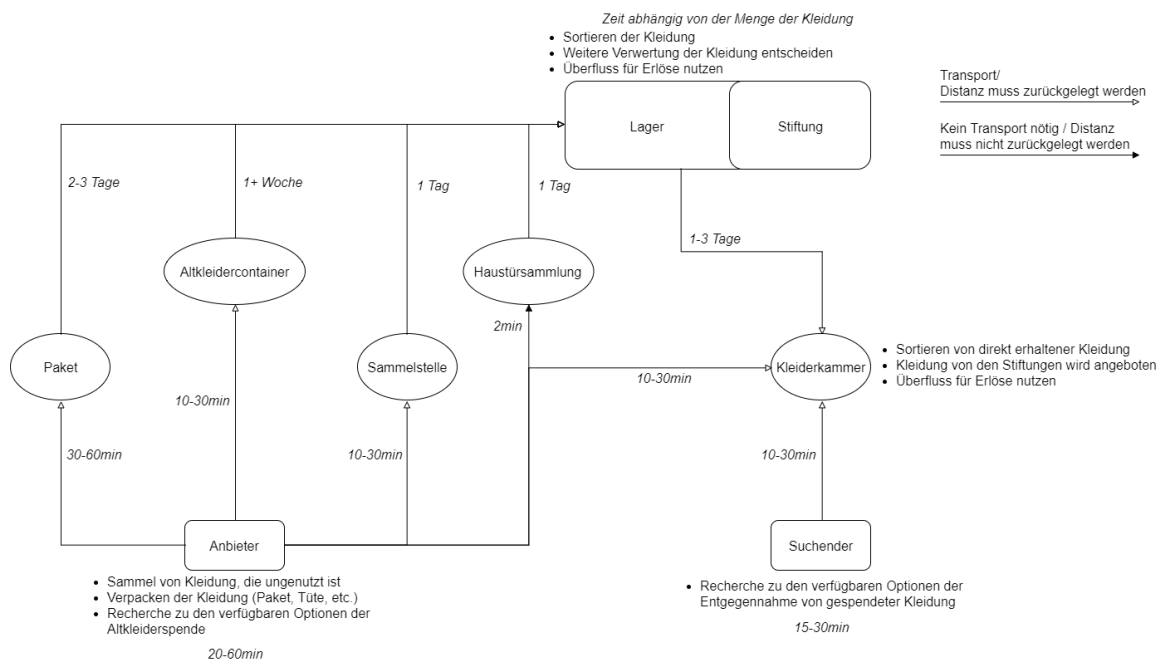 Zeit abhängig von der Menge der Kleidung
• Sortieren der Kleidung
• Weitere Verwertung der Kleidung entscheiden
• Überfluss für Erlöse nutzen
Transport/
Distanz muss zurückgelegt werden
Kein Transport nötig / Distanz
muss nicht zurückgelegt werden
Lager
Stiftung
2-3 Tage
1+ Woche
1 Tag
1 Tag
1-3 Tage
Altkleidercontainer
Haustürsammlung
2min
Paket
Sammelstelle
10-30min
Kleiderkammer
• Sortieren von direkt erhaltener Kleidung
• Kleidung von den Stiftungen wird angeboten
• Überfluss für Erlöse nutzen
10-30min
30-60min
10-30min
10-30min
Anbieter
Suchender
• Sammel von Kleidung, die ungenutzt ist
• Verpacken der Kleidung (Paket, Tüte, etc.)
• Recherche zu den verfügbaren Optionen der
Altkleiderspende
20-60min
• Recherche zu den verfügbaren Optionen der
Entgegennahme von gespendeter Kleidung
15-30min